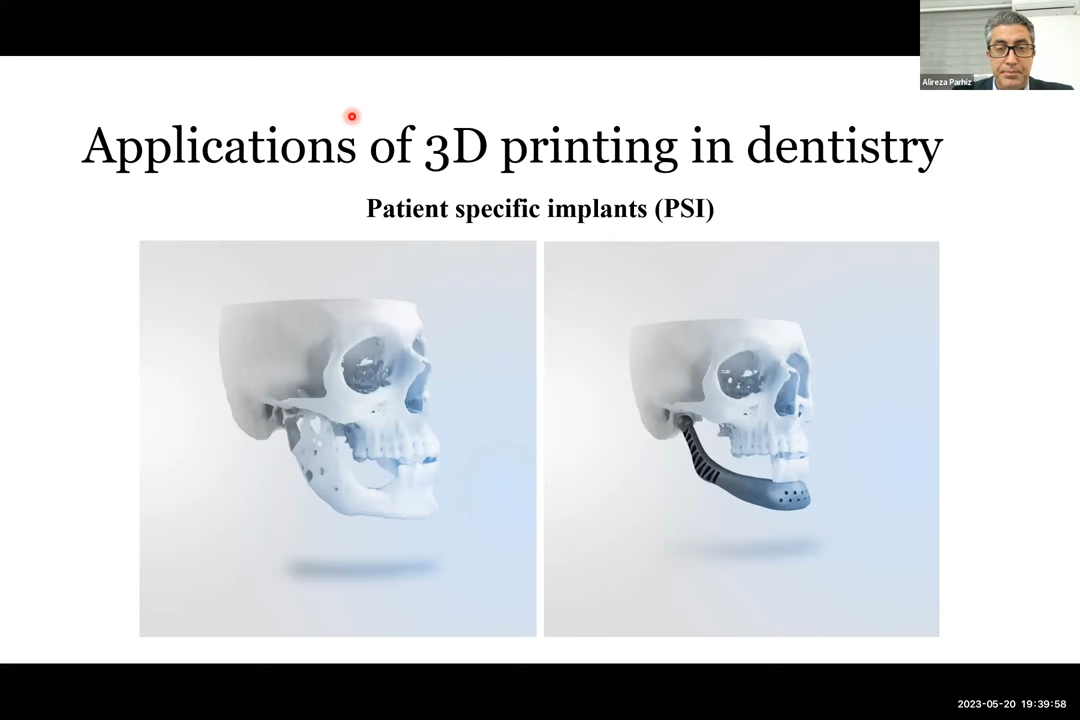 Alireza Parhiz
Applications of 3D printing in dentistry
Patient specific implants (PSI)
2023-05-20 19:39:58